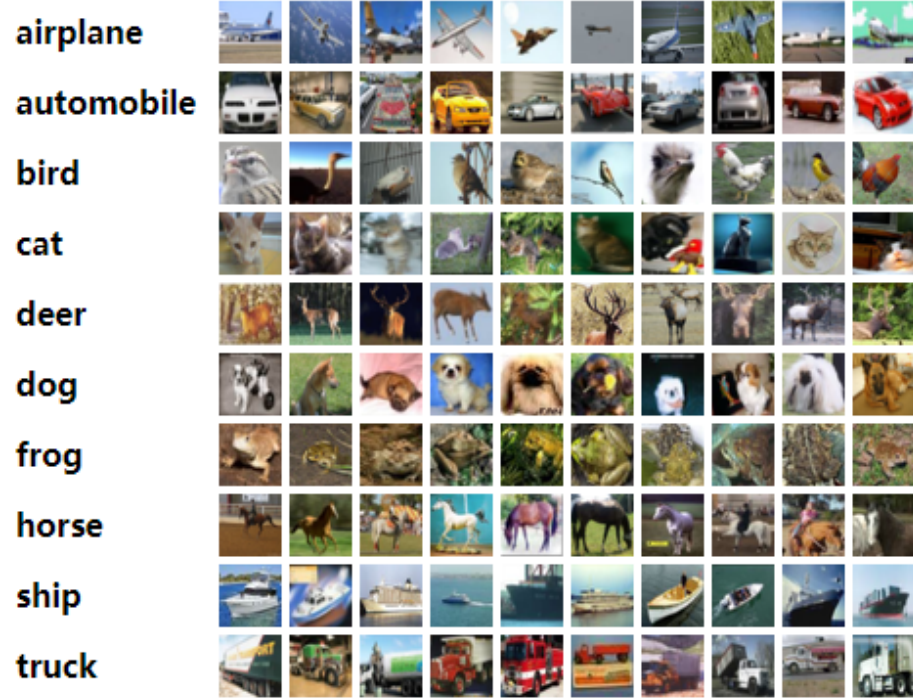 airplane
automobile
bird
cat
deer
dog
frog
horse
ship
truck